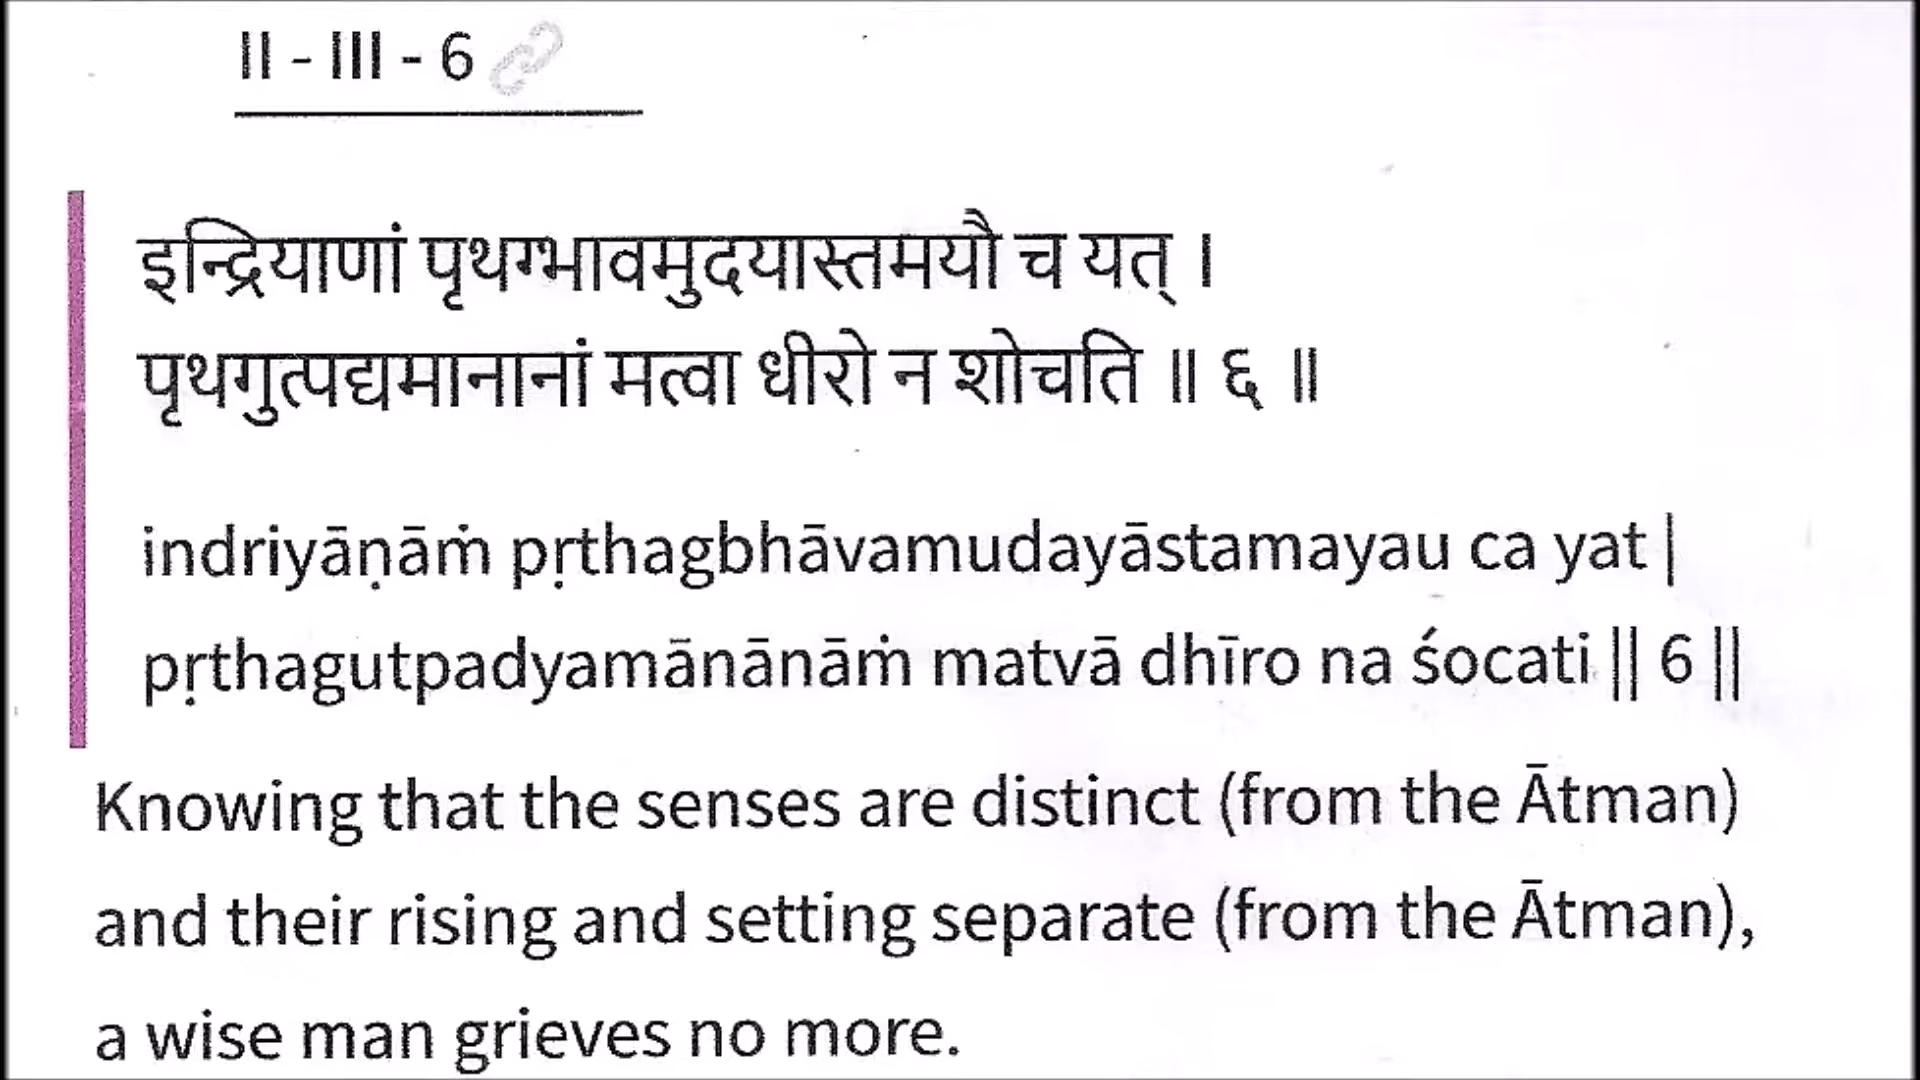 II - III - 6
इन्द्रियाणां पृथग्भावमुदयास्तमयौ च यत् ।
पृथगुत्पद्यमानानां मत्वा धीरो न शोचति ॥ ६ ॥
indriyāṇāṁ pṛthagbhāvamudayāstamayau ca yat |
pṛthagutpadyamānānāṁ matvā dhīro na śocati || 6 ||
Knowing that the senses are distinct (from the Ātman)
and their rising and setting separate (from the Ātman),
a wise man grieves no more.